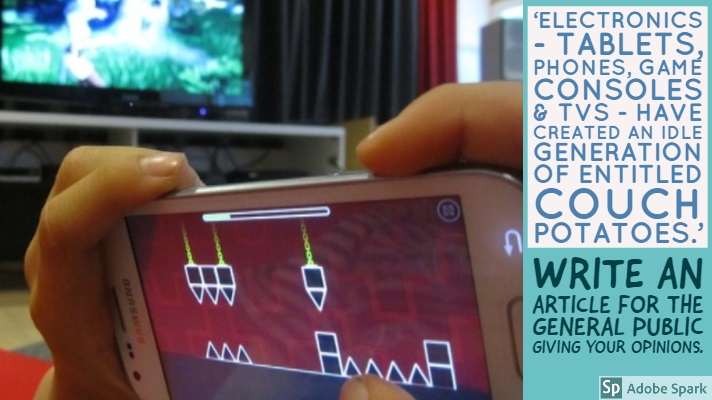 ‘ELECTRONICS
- TABLETS,
PHONES, GAME
CONSOLES
& TVS - HAVE
CREATED AN IDLE
GENERATION
OF ENTITLED
COUCH
POTATOES.’
WRITE AN
ARTICLE FOR THE
GENERAL PUBLIC
GIVING YOUR OPINIONS.
SAMSUNG
Sp Adobe Spark